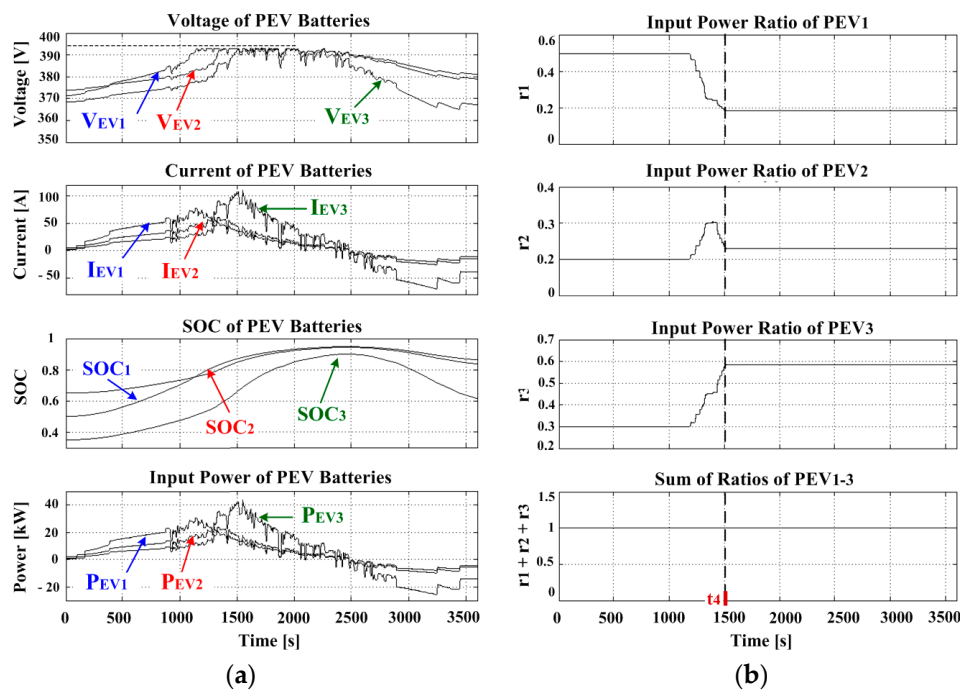 Voltage of PEV Batteries
Voltage [V]
400
390
380
370
360
350
350
VEV1
VEV2
VEV3
Current of PEV Batteries
Current [A]
100
50
0
-50
IEV1
IEV2
IEV3
SOC of PEV Batteries
SOC
1
0.8
0.6
0.4
SOC1
SOC2
SOC3
Input Power of PEV Batteries
Power [kW]
40
20
0
-20
PEV1
PEV2
PEV3
0 500 1000 1500 2000 2500 3000 3500
Time [s]
(a)
Input Power Ratio of PEV1
r1
0.6
0.4
0.2
0
Input Power Ratio of PEV2
r2
0.4
0.3
0.2
0
Input Power Ratio of PEV3
r3
0.7
0.6
0.5
0.4
0.3
0.2
Sum of Ratios of PEV1-3
r1 + r2 + r3
1.5
1
0.5
0
t4
0 500 1000 1500 2000 2500 3000 3500
Time [s]
(b)